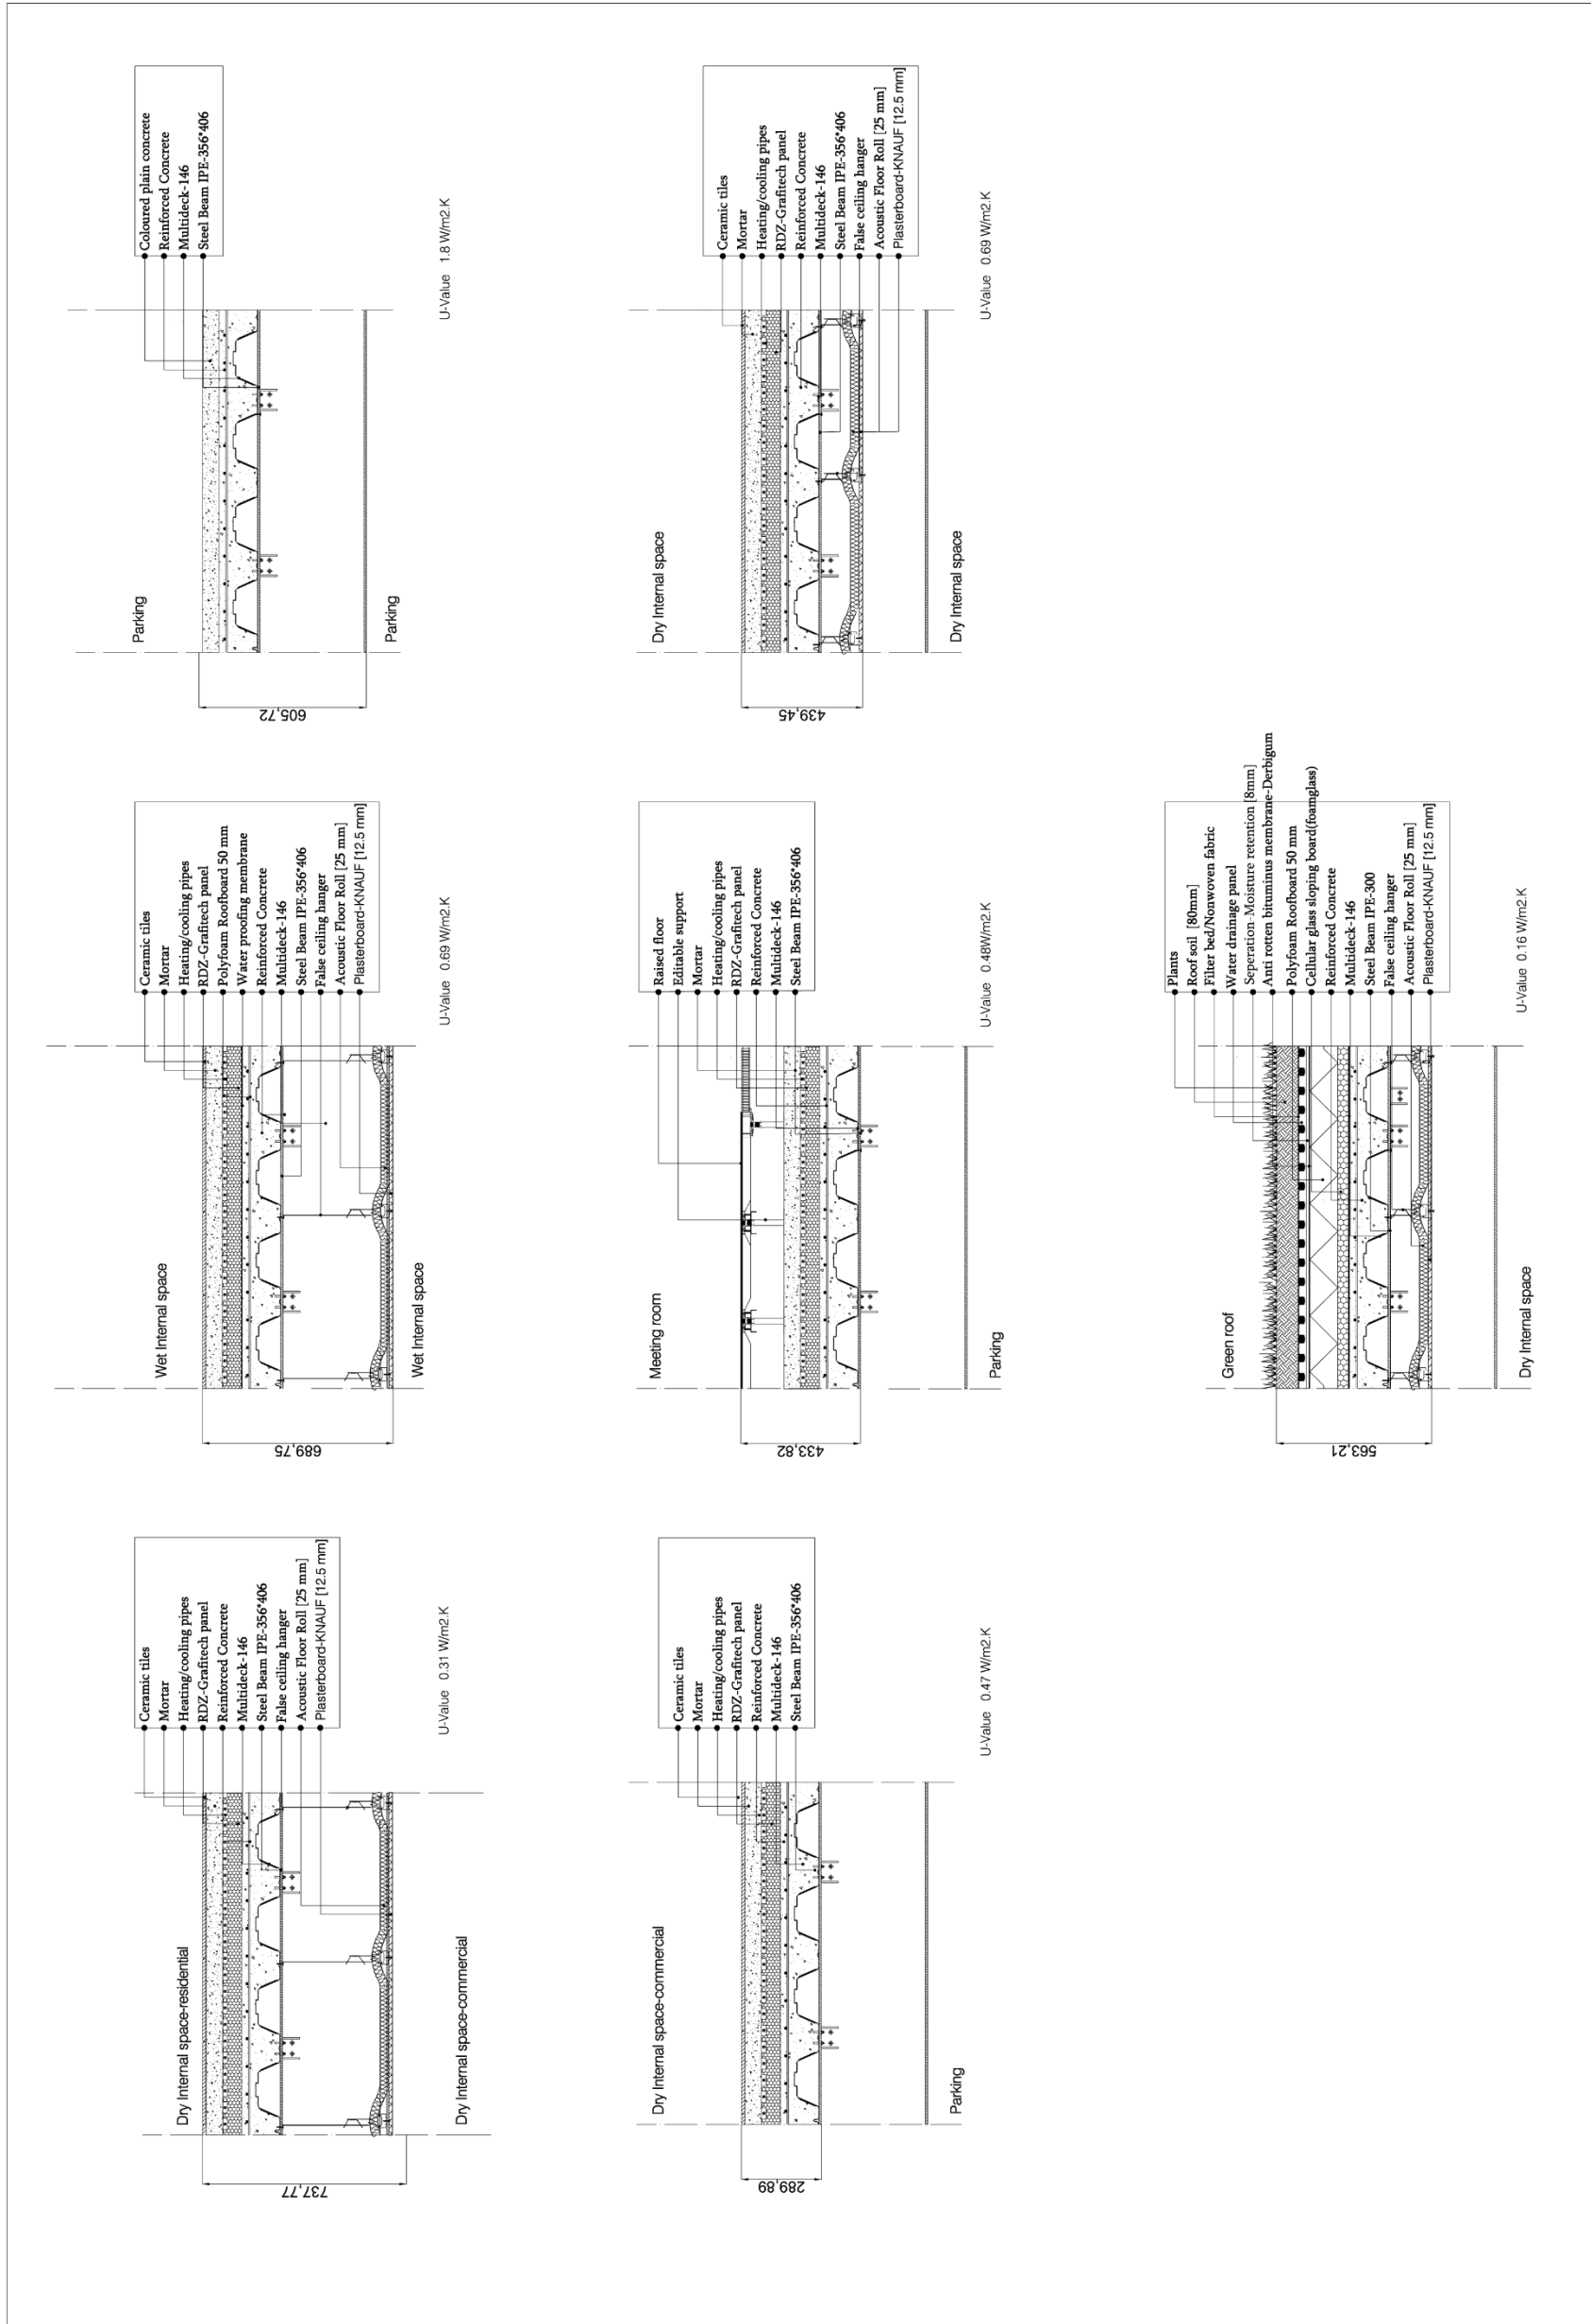 Dry Internal space-residential
737,77
Ceramic tiles
Mortar
Heating/cooling pipes
RDZ-Grafitech panel
Reinforced Concrete
Multideck-146
Steel Beam IPE-356*406
False ceiling hanger
Acoustic Floor Roll [25 mm]
Plasterboard-KNAUF [12.5 mm]
Dry Internal space-commercial
U-Value 0.31 W/m2.K
Wet Internal space
689,75
Ceramic tiles
Mortar
Heating/cooling pipes
RDZ-Grafitech panel
Polyfoam Roofboard 50 mm
Water proofing membrane
Reinforced Concrete
Multideck-146
Steel Beam IPE-356*406
False ceiling hanger
Acoustic Floor Roll [25 mm]
Plasterboard-KNAUF [12.5 mm]
Wet Internal space
U-Value 0.69 W/m2.K
Parking
605,72
Coloured plain concrete
Reinforced Concrete
Multideck-146
Steel Beam IPE-356*406
Parking
U-Value 1.8 W/m2.K
Dry Internal space-commercial
289,89
Ceramic tiles
Mortar
Heating/cooling pipes
RDZ-Grafitech panel
Reinforced Concrete
Multideck-146
Steel Beam IPE-356*406
Parking
U-Value 0.47 W/m2.K
Meeting room
433,82
Raised floor
Editable support
Mortar
Heating/cooling pipes
RDZ-Grafitech panel
Reinforced Concrete
Multideck-146
Steel Beam IPE-356*406
Parking
U-Value 0.48W/m2.K
Dry Internal space
439,45
Ceramic tiles
Mortar
Heating/cooling pipes
RDZ-Grafitech panel
Reinforced Concrete
Multideck-146
Steel Beam IPE-356*406
False ceiling hanger
Acoustic Floor Roll [25 mm]
Plasterboard-KNAUF [12.5 mm]
Dry Internal space
U-Value 0.69 W/m2.K
Green roof
563,21
Plants
Roof soil [80mm]
Filter bed/Nonwoven fabric
Water drainage panel
Seperation-Moisture retention [8mm]
Anti rotten bituminus membrane-Derbigum
Polyfoam Roofboard 50 mm
Cellular glass sloping board(foamglass)
Reinforced Concrete
Multideck-146
Steel Beam IPE-300
False ceiling hanger
Acoustic Floor Roll [25 mm]
Plasterboard-KNAUF [12.5 mm]
Dry Internal space
U-Value 0.16 W/m2.K